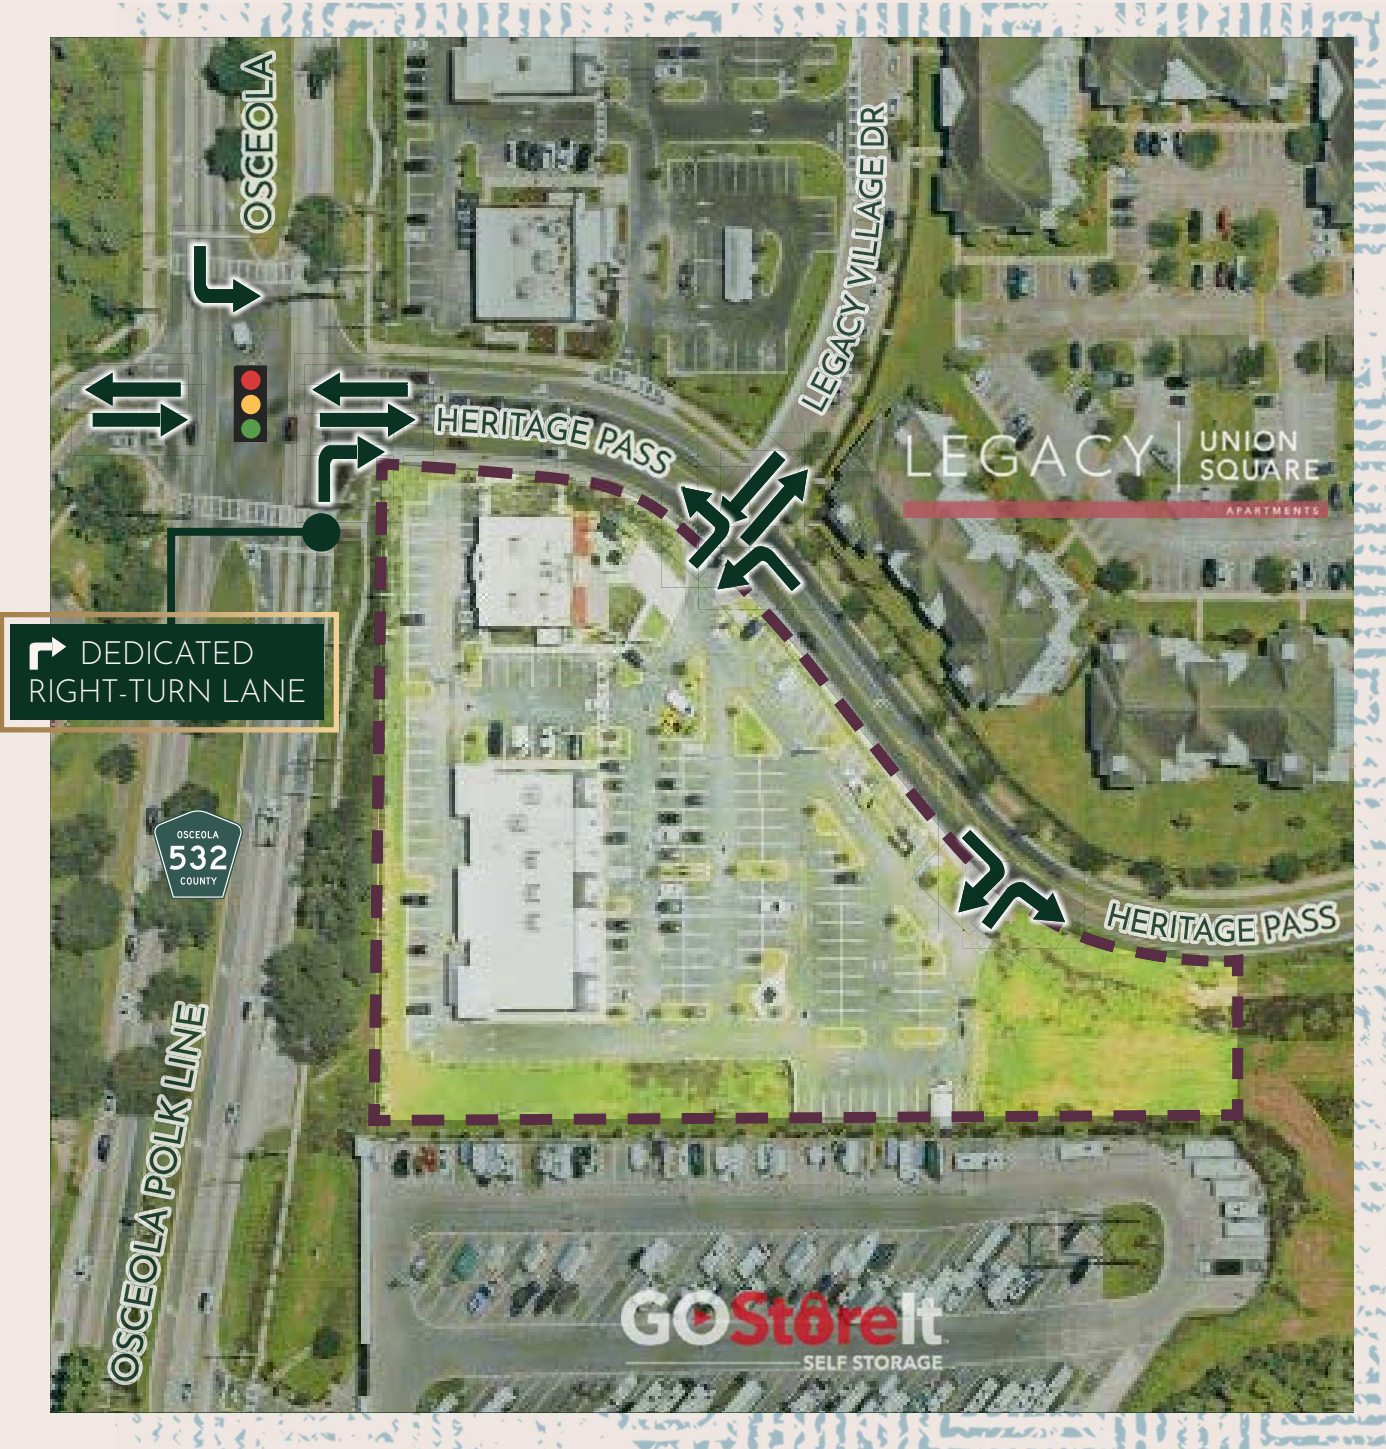 OSCEOLA
LEGACY VILLAGE DR
HERITAGE PASS
LEGACY
UNION
SQUARE
APARTMENTS
DEDICATED
RIGHT-TURN LANE
OSCEOLA
532
COUNTY
HERITAGE PASS
OSCEOLA POLK LINE
GOStoreIt
SELF STORAGE